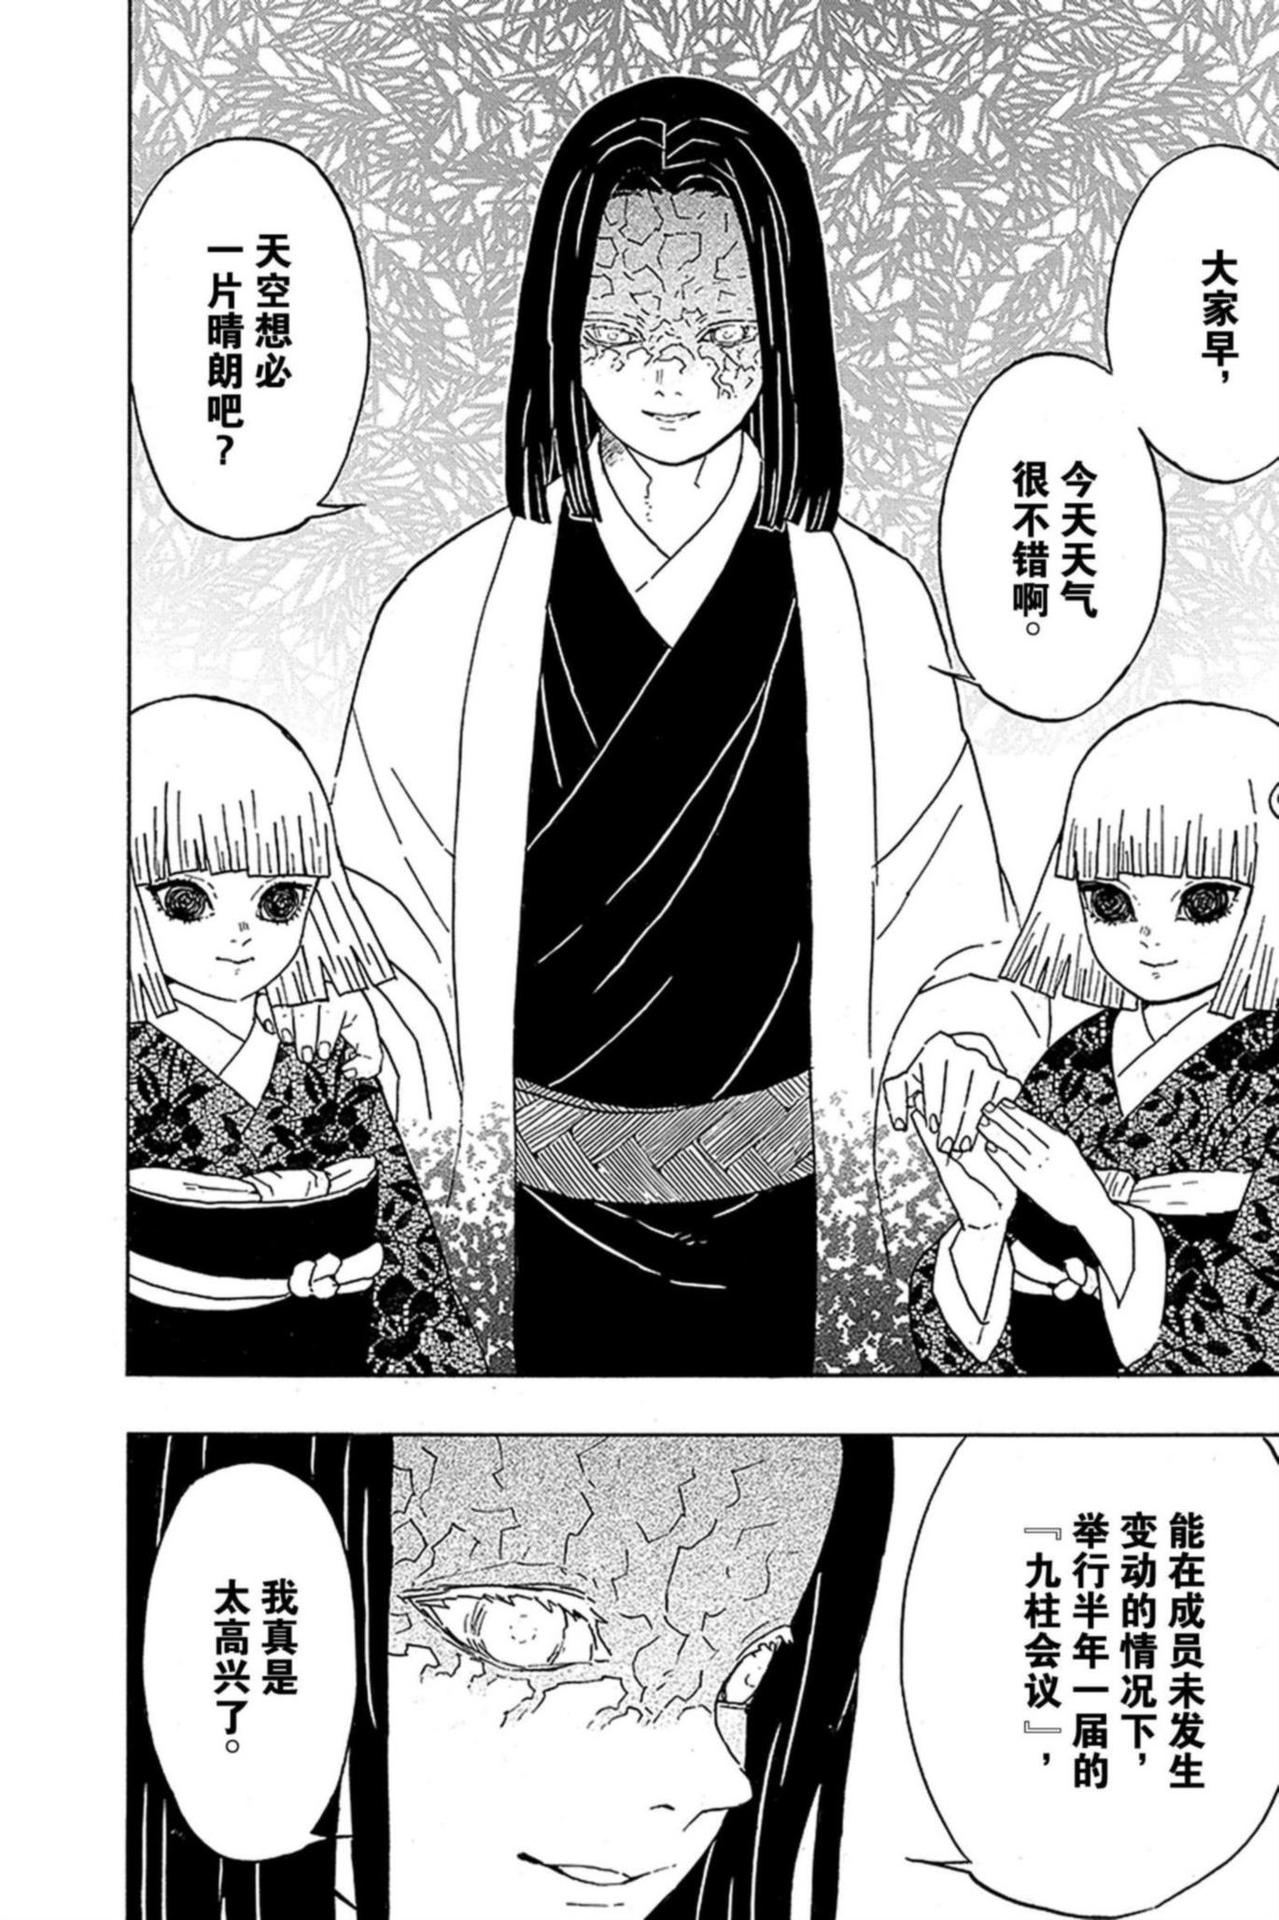 大家早，
今天天气
很不错啊。
天空想必
一片晴朗吧？
能在成员未发生
变动的情况下，
举行半年一届的
『九柱会议』，
我真是
太高兴了。